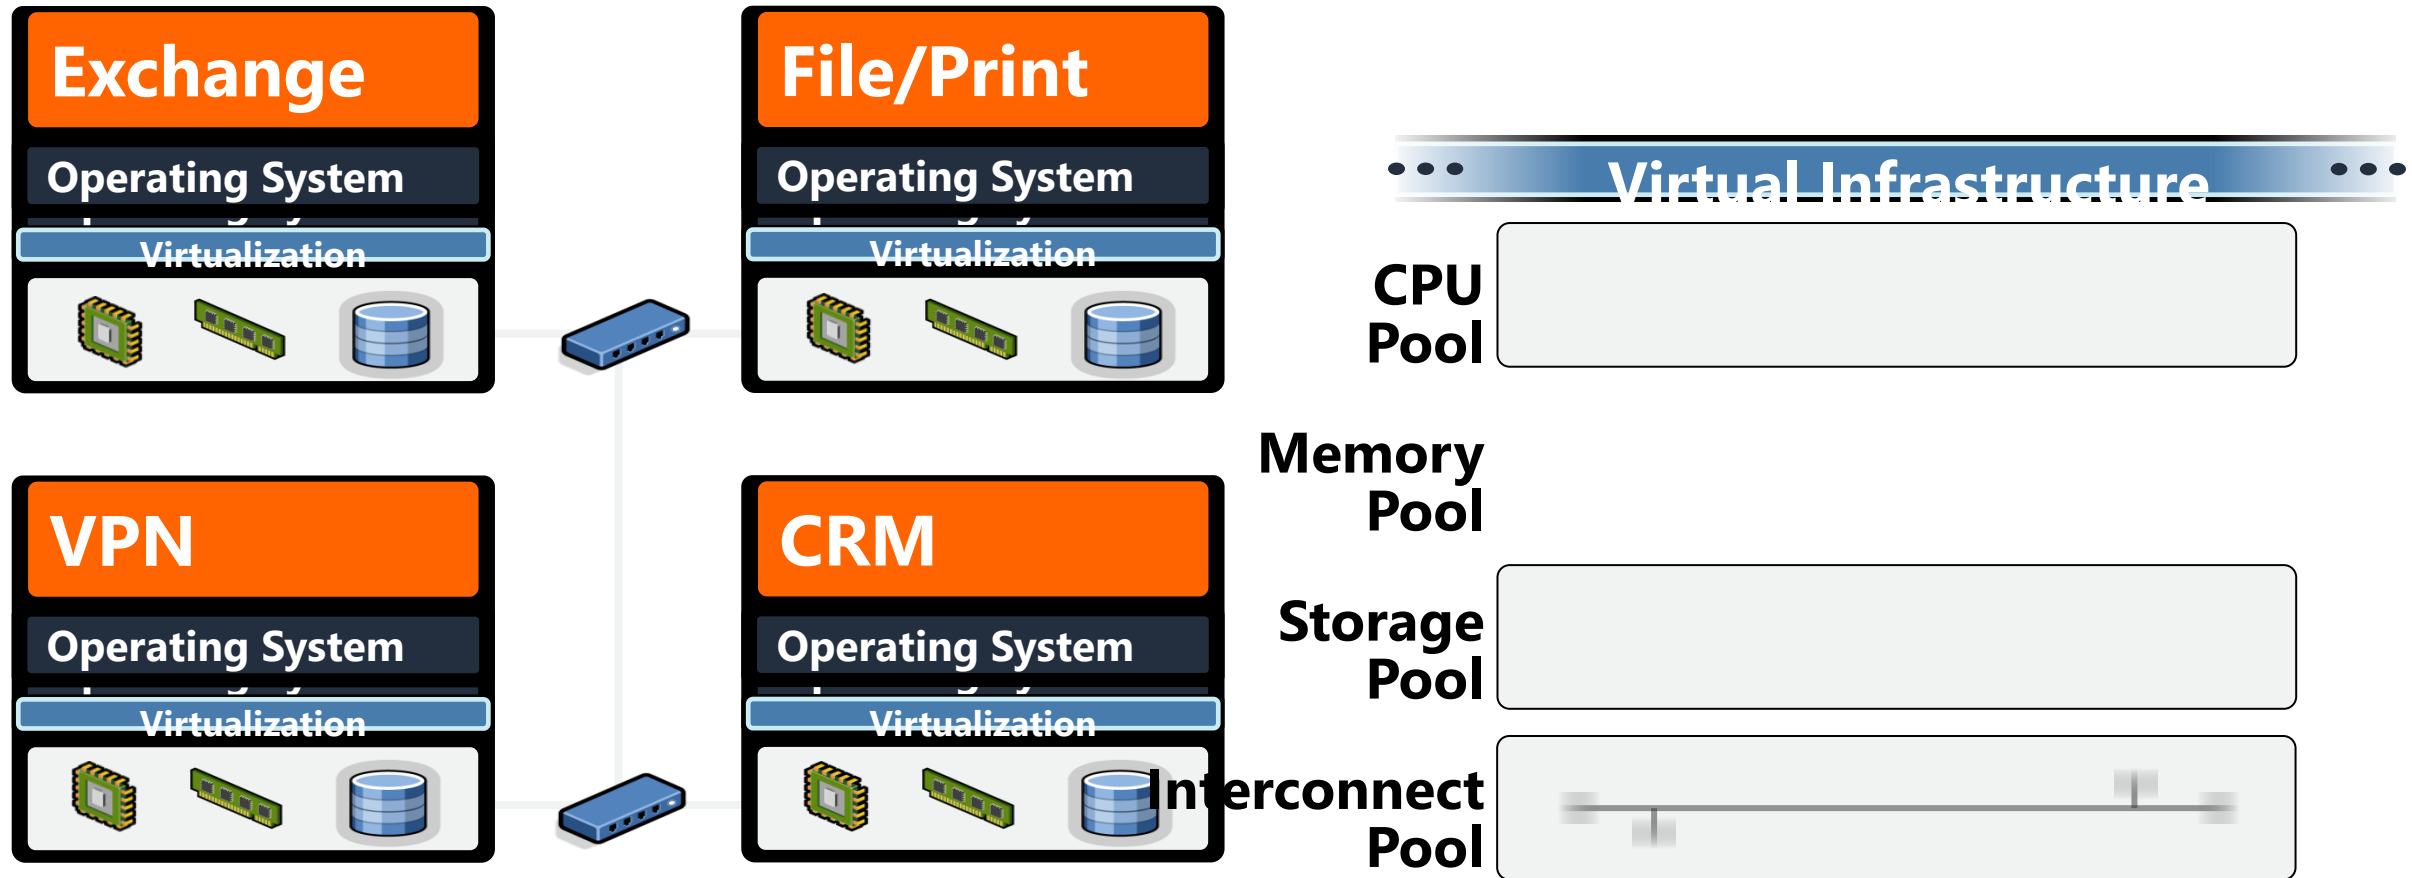 Exchange
Operating System
Virtualization
File/Print
Operating System
Virtualization
VPN
Operating System
Virtualization
CRM
Operating System
Virtualization
Virtual Infrastructure
CPU
Pool
Memory
Pool
Storage
Pool
Interconnect
Pool